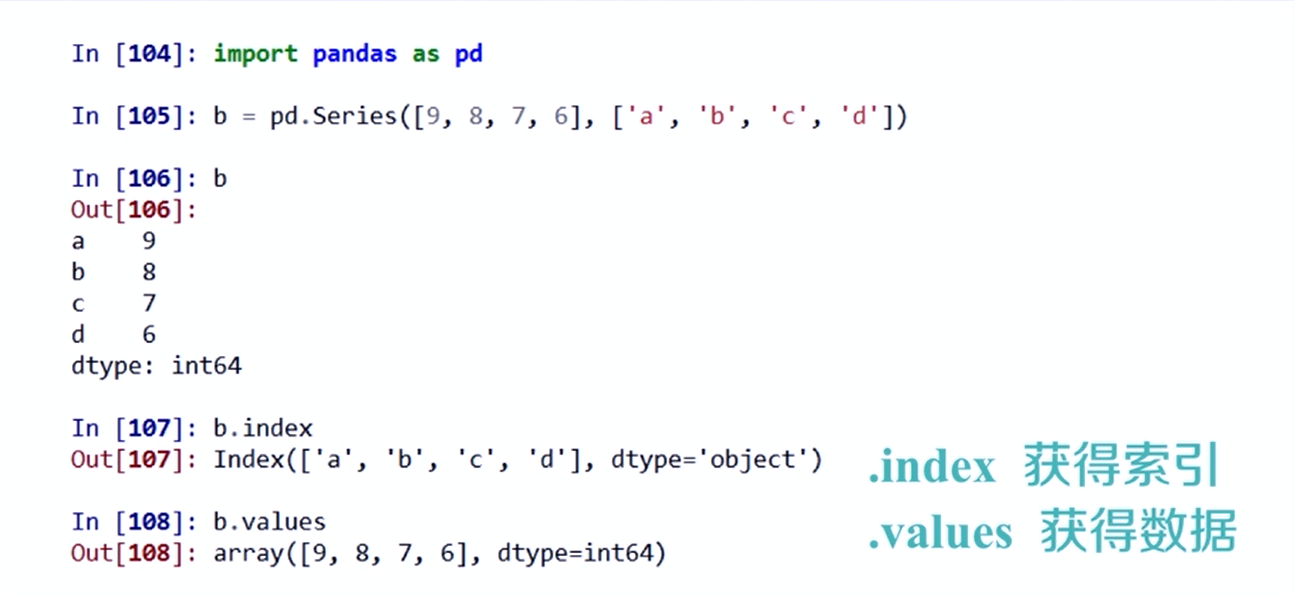 In [104]: import pandas as pd
In [105]: b = pd.Series([9, 8, 7, 6], ['a', 'b', 'c', 'd'])
In [106]: b
Out[106]:
a    9
b    8
c    7
d    6
dtype: int64
In [107]: b.index
Out[107]: Index(['a', 'b', 'c', 'd'], dtype='object')
.index 获得索引
In [108]: b.values
Out[108]: array([9, 8, 7, 6], dtype=int64)
.values 获得数据